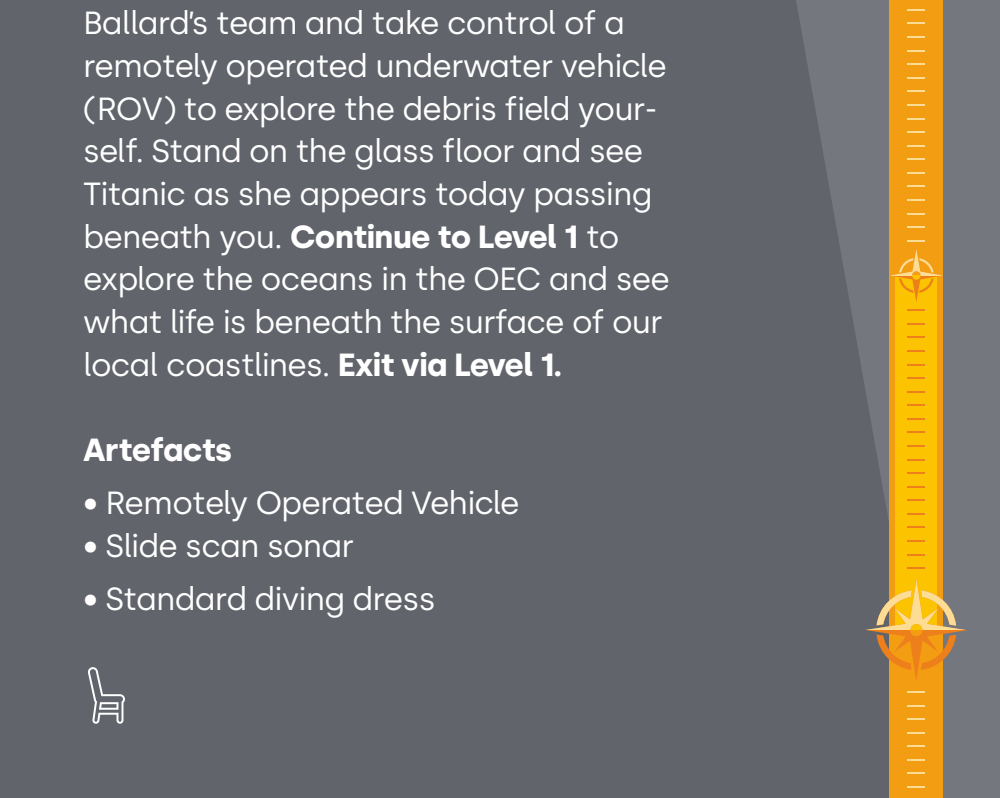 Ballard's team and take control of a
remotely operated underwater vehicle
(ROV) to explore the debris field your-
self. Stand on the glass floor and see
Titanic as she appears today passing
beneath you. Continue to Level 1 to
explore the oceans in the OEC and see
what life is beneath the surface of our
local coastlines. Exit via Level 1.
Artefacts
• Remotely Operated Vehicle
• Slide scan sonar
• Standard diving dress